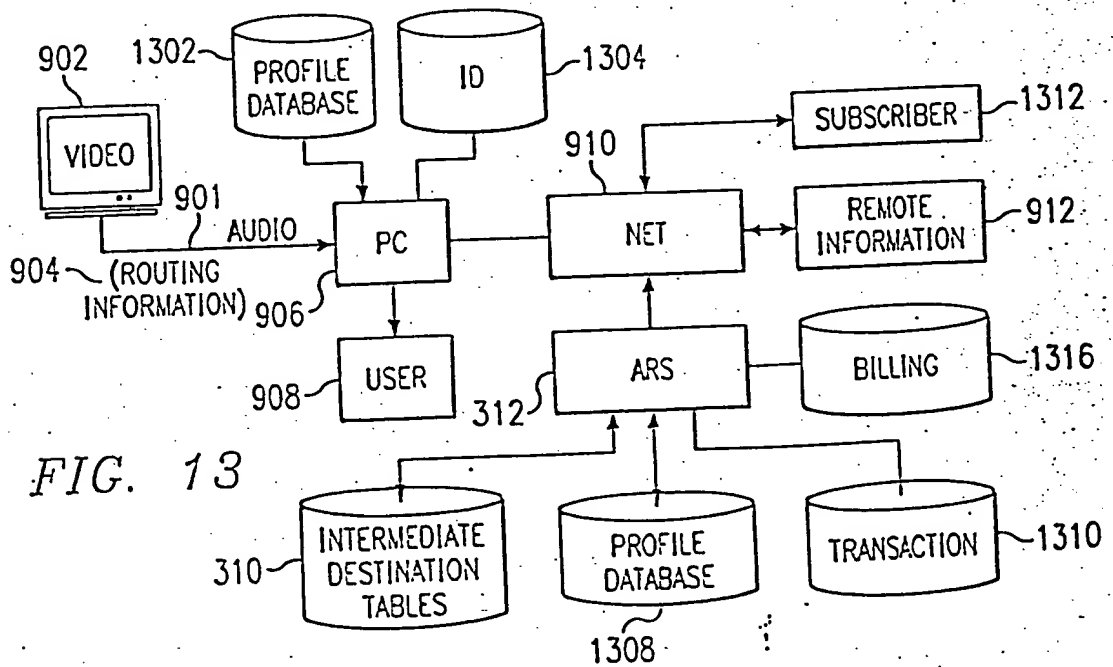 1302
1304
902
PROFILE
DATABASE
ID
VIDEO
SUBSCRIBER
1312
910
901
AUDIO
PC
NET
REMOTE
INFORMATION
912
904
(ROUTING
INFORMATION)
906
USER
908
ARS
312
BILLING
1316
FIG. 13
INTERMEDIATE
DESTINATION
TABLES
310
PROFILE
DATABASE
1308
TRANSACTION
1310